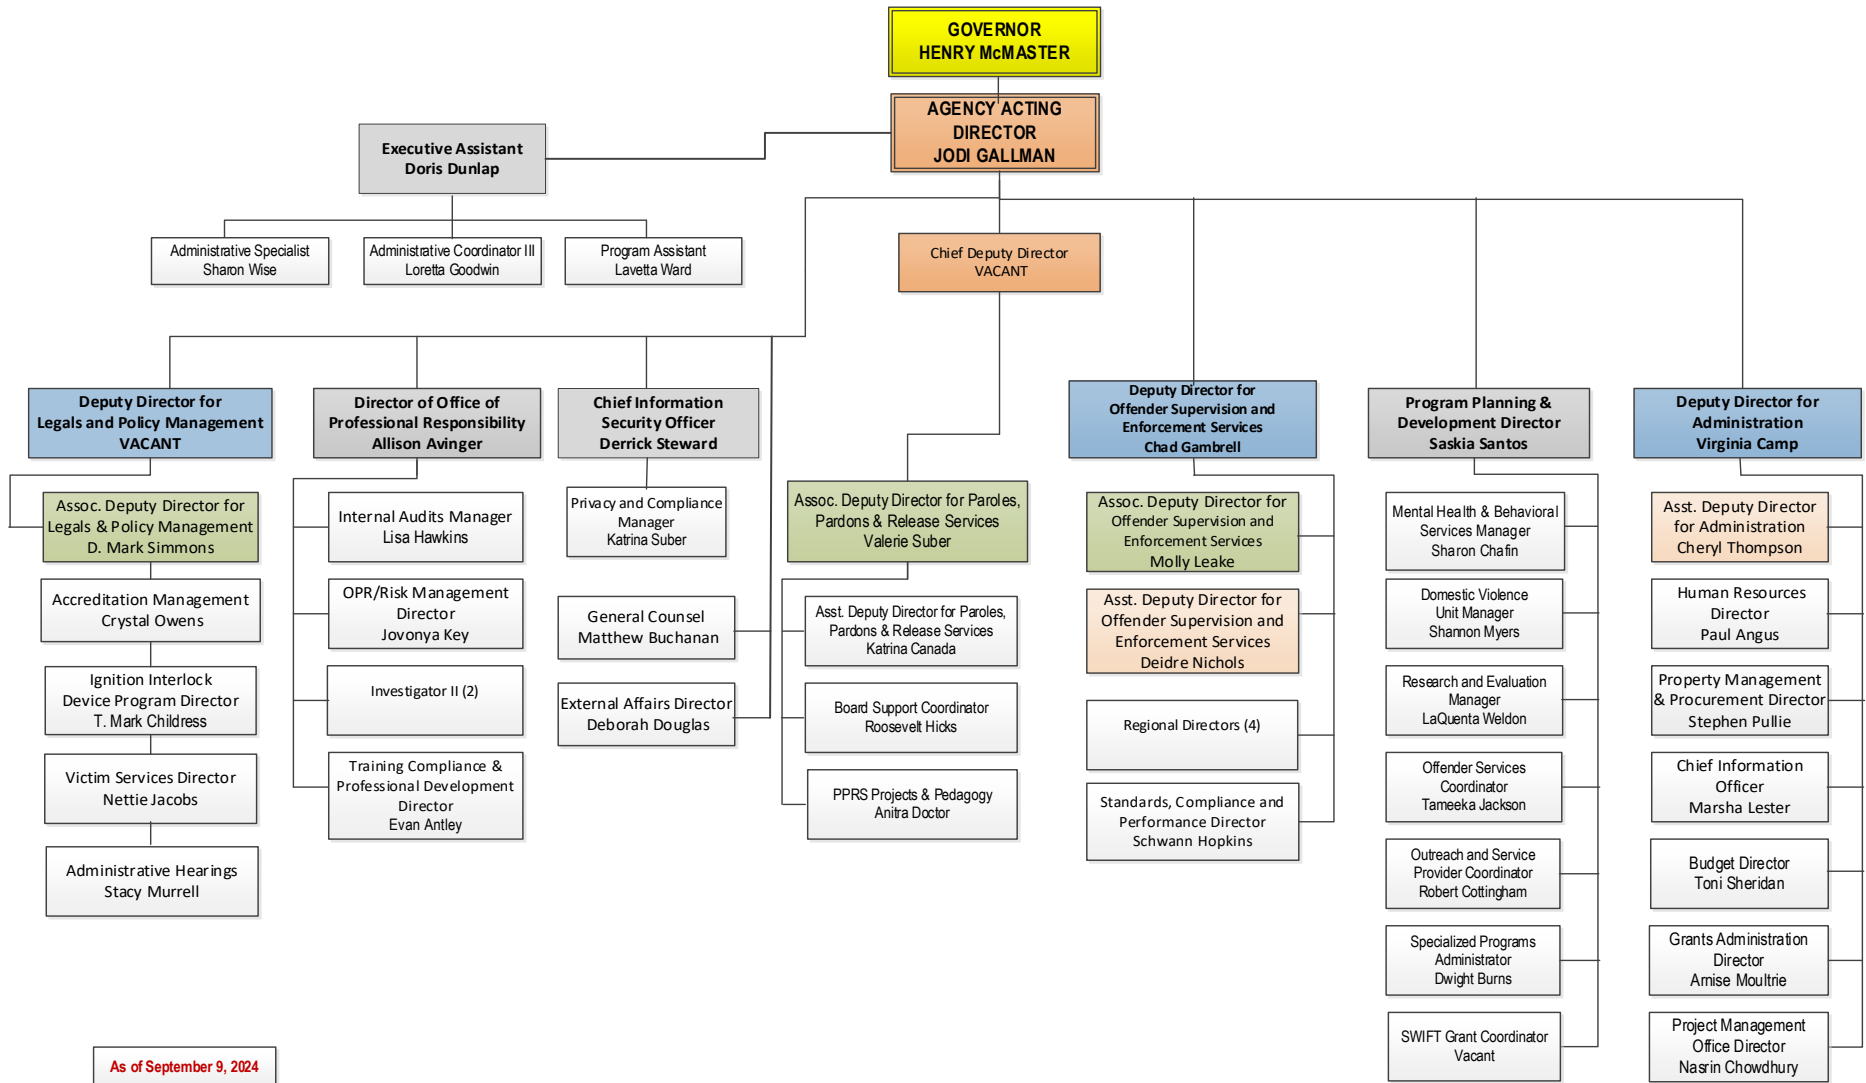 GOVERNOR
HENRY McMASTER
AGENCY ACTING
DIRECTOR
JODI GALLMAN
Executive Assistant
Doris Dunlap
Administrative Specialist
Sharon Wise
Administrative Coordinator III
Loretta Goodwin
Program Assistant
Lavetta Ward
Chief Deputy Director
VACANT
Deputy Director for
Legals and Policy Management
VACANT
Assoc. Deputy Director for
Legals & Policy Management
D. Mark Simmons
Accreditation Management
Crystal Owens
Ignition Interlock
Device Program Director
T. Mark Childress
Victim Services Director
Nettie Jacobs
Administrative Hearings
Stacy Murrell
Director of Office of
Professional Responsibility
Allison Avinger
Internal Audits Manager
Lisa Hawkins
OPR/Risk Management
Director
Jovonya Key
Investigator II (2)
Training Compliance &
Professional Development
Director
Evan Antley
Chief Information
Security Officer
Derrick Steward
Privacy and Compliance
Manager
Katrina Suber
General Counsel
Matthew Buchanan
External Affairs Director
Deborah Douglas
Assoc. Deputy Director for Paroles,
Pardons & Release Services
Valerie Suber
Asst. Deputy Director for Paroles,
Pardons & Release Services
Katrina Canada
Board Support Coordinator
Roosevelt Hicks
PPRS Projects & Pedagogy
Anitra Doctor
Deputy Director for
Offender Supervision and
Enforcement Services
Chad Gambrell
Assoc. Deputy Director for
Offender Supervision and
Enforcement Services
Molly Leake
Asst. Deputy Director for
Offender Supervision and
Enforcement Services
Deidre Nichols
Regional Directors (4)
Standards, Compliance and
Performance Director
Schwann Hopkins
Program Planning &
Development Director
Saskia Santos
Mental Health & Behavioral
Services Manager
Sharon Chafin
Domestic Violence
Unit Manager
Shannon Myers
Research and Evaluation
Manager
LaQuenta Weldon
Offender Services
Coordinator
Tameeka Jackson
Outreach and Service
Provider Coordinator
Robert Cottingham
Specialized Programs
Administrator
Dwight Burns
SWIFT Grant Coordinator
Vacant
Deputy Director for
Administration
Virginia Camp
Asst. Deputy Director
for Administration
Cheryl Thompson
Human Resources
Director
Paul Angus
Property Management
& Procurement Director
Stephen Pullie
Chief Information
Officer
Marsha Lester
Budget Director
Toni Sheridan
Grants Administration
Director
Arnise Moultrie
Project Management
Office Director
Nasrin Chowdhury
As of September 9, 2024